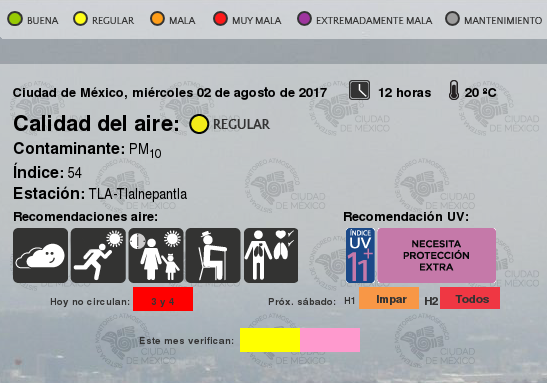 BUENA REGULAR MALA MUY MALA EXTREMADAMENTE MALA MANTENIMIENTO
Ciudad de México, miércoles 02 de agosto de 2017 12 horas 20 ºC
Calidad del aire: REGULAR
Contaminante: PM10
Índice: 54
Estación: TLA-Tlalnepantla
Recomendaciones aire: Recomendación UV:
ÍNDICE UV 11+
NECESITA
PROTECCIÓN
EXTRA
Hoy no circulan: 3 y 4 Próx. sábado: H1 Impar H2 Todos
Este mes verifican:
CIUDAD
DE MÉXICO